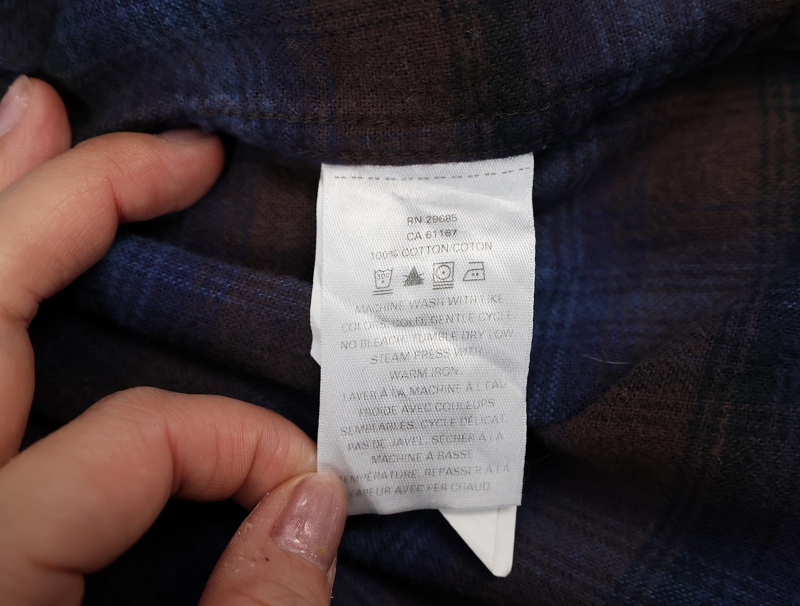 RN 29685
CA 61167
100% COTTON/COTON
MACHINE WASH WITH LIKE
COLORS, COLD, GENTLE CYCLE
NO BLEACH, TUMBLE DRY LOW
STEAM PRESS WITH
WARM IRON
LAVER À LA MACHINE À L'EAU
FROIDE AVEC COULEURS
SEMBLABLES, CYCLE DÉLICAT
PAS DE JAVEL, SÉCHER À LA
MACHINE À BASSE
TEMPÉRATURE, REPASSER À LA
VAPEUR AVEC FER CHAUD